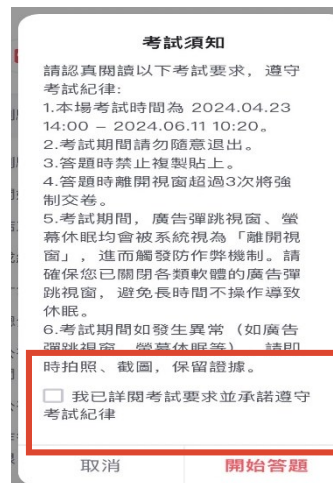 考試須知
請認真閱讀以下考試要求，遵守
考試紀律:
1.本場考試時間為 2024.04.23
14:00 – 2024.06.11 10:20。
2.考試期間請勿隨意退出。
3.答題時禁止複製貼上。
4.答題時離開視窗超過3次將強
制交卷。
5.考試期間，廣告彈跳視窗、螢
幕休眠均會被系統視為「離開視
窗」，進而觸發防作弊機制。請
確保您已關閉各類軟體的廣告彈
跳視窗，避免長時間不操作導致
休眠。
6.考試期間如發生異常（如廣告
彈跳視窗、螢幕休眠等），請即
時拍照、截圖，保留證據。
我已詳閱考試要求並承諾遵守
考試紀律
取消
開始答題